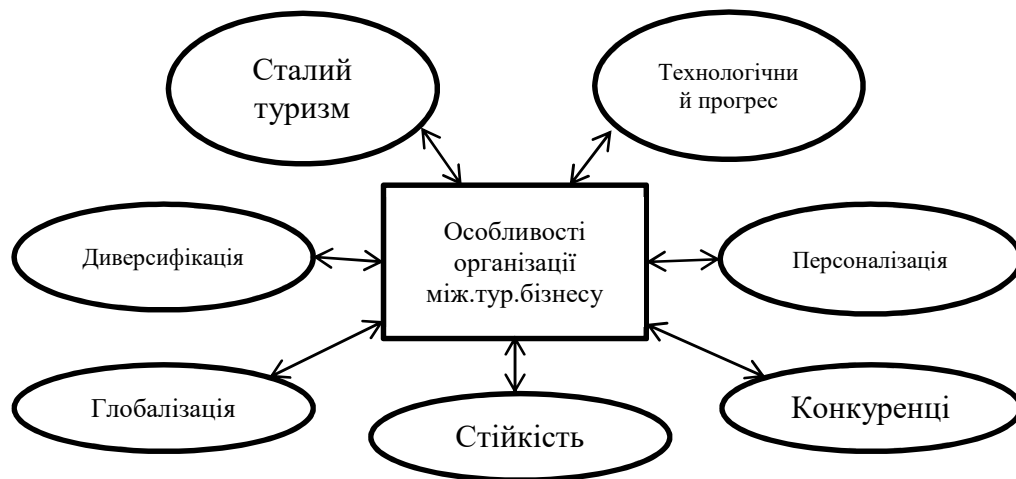 Сталий
туризм
Технологічни
й прогрес
Особливості
організації
між.тур.бізнесу
Диверсифікація
Персоналізація
Глобалізація
Стійкість
Конкуренці